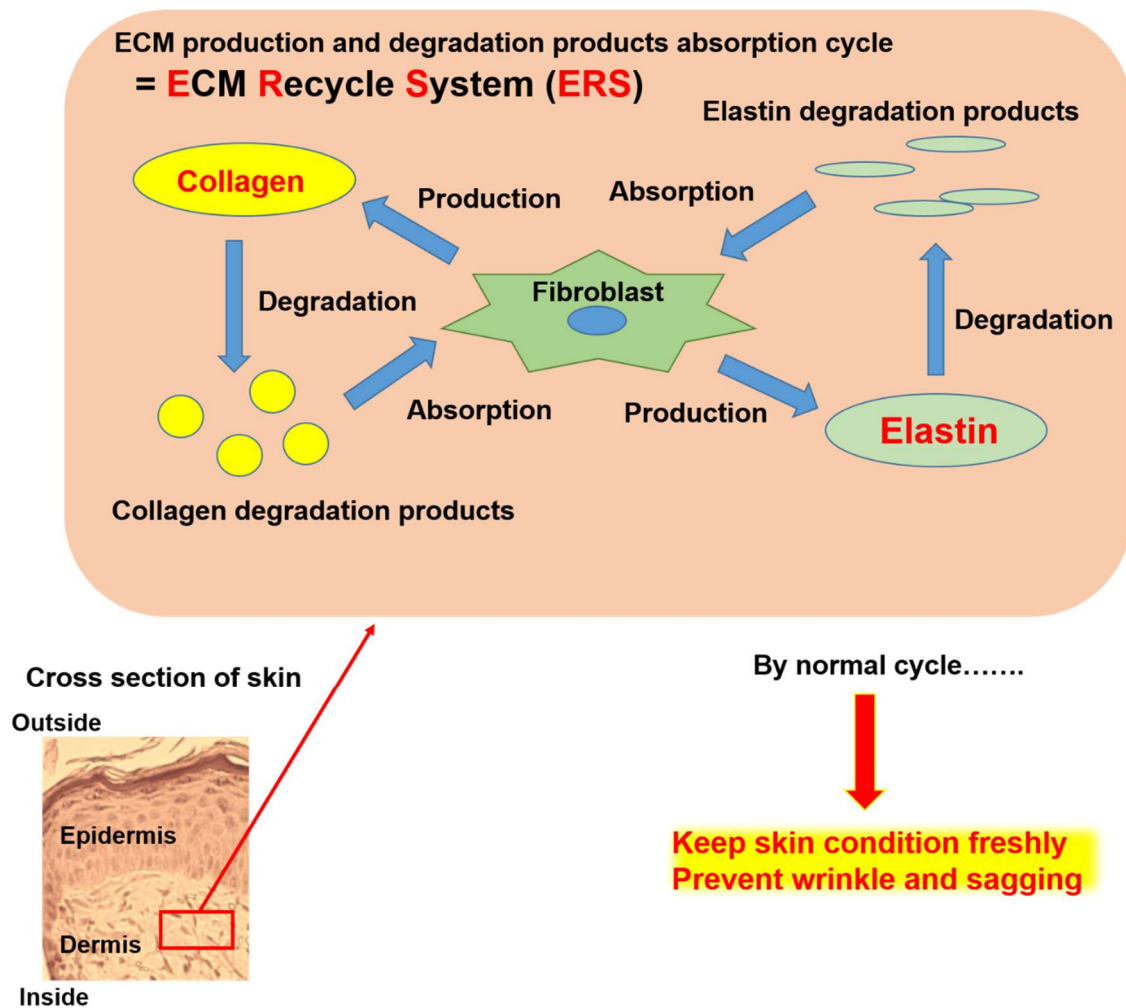 ECM production and degradation products absorption cycle
= ECM Recycle System (ERS)
Elastin degradation products
Collagen
Production
Absorption
Fibroblast
Degradation
Degradation
Absorption
Production
Elastin
Collagen degradation products
Cross section of skin
Outside
Epidermis
Dermis
Inside
By normal cycle…….
Keep skin condition freshly
Prevent wrinkle and sagging